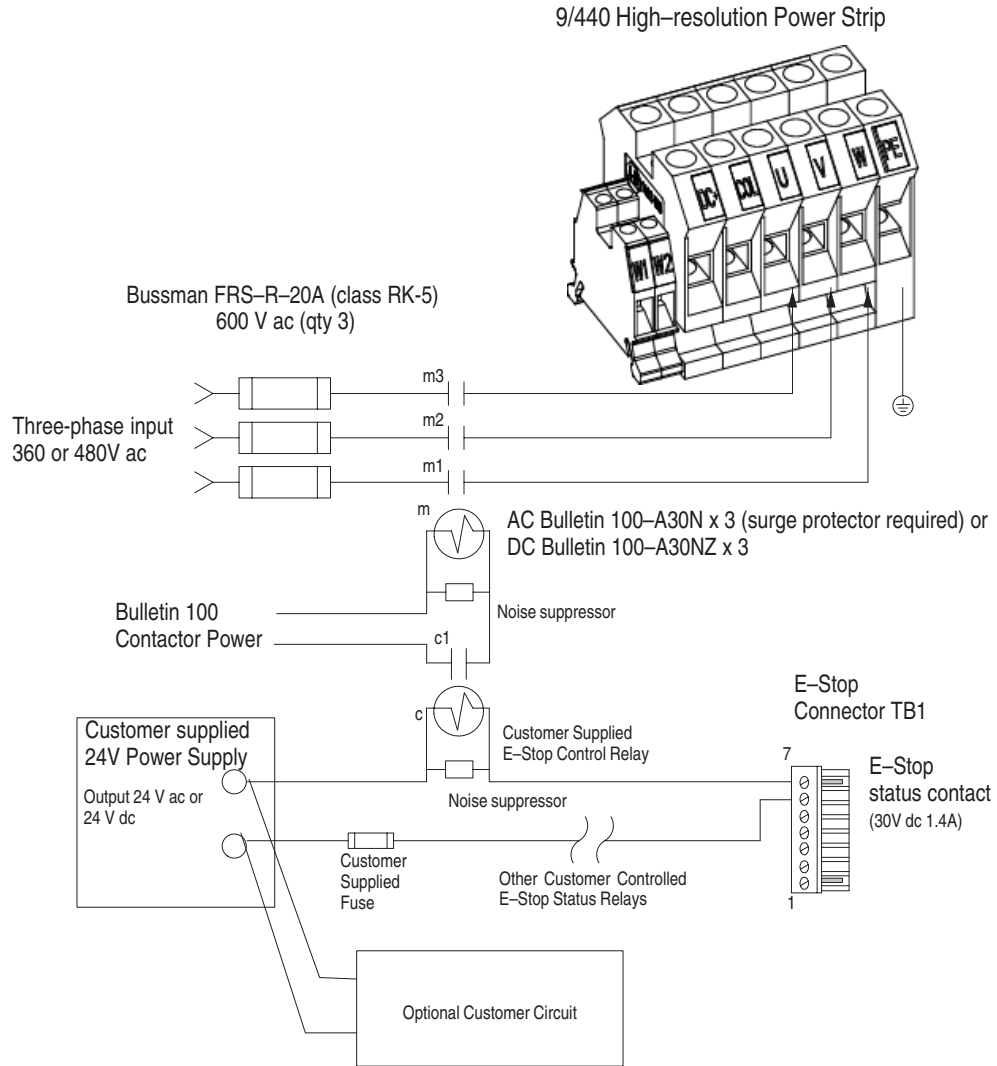 9/440 High–resolution Power Strip
DC+
COL
U
V
W
PE
W1
W2
Bussman FRS–R–20A (class RK-5)
600 V ac (qty 3)
Three-phase input
360 or 480V ac
m3
m2
m1
m
AC Bulletin 100–A30N x 3 (surge protector required) or
DC Bulletin 100–A30NZ x 3
Bulletin 100
Contactor Power
Noise suppressor
c1
c
Customer Supplied
E–Stop Control Relay
Noise suppressor
E–Stop
Connector TB1
7
E–Stop
status contact
(30V dc 1.4A)
1
Customer supplied
24V Power Supply
Output 24 V ac or
24 V dc
Customer
Supplied
Fuse
Other Customer Controlled
E–Stop Status Relays
Optional Customer Circuit